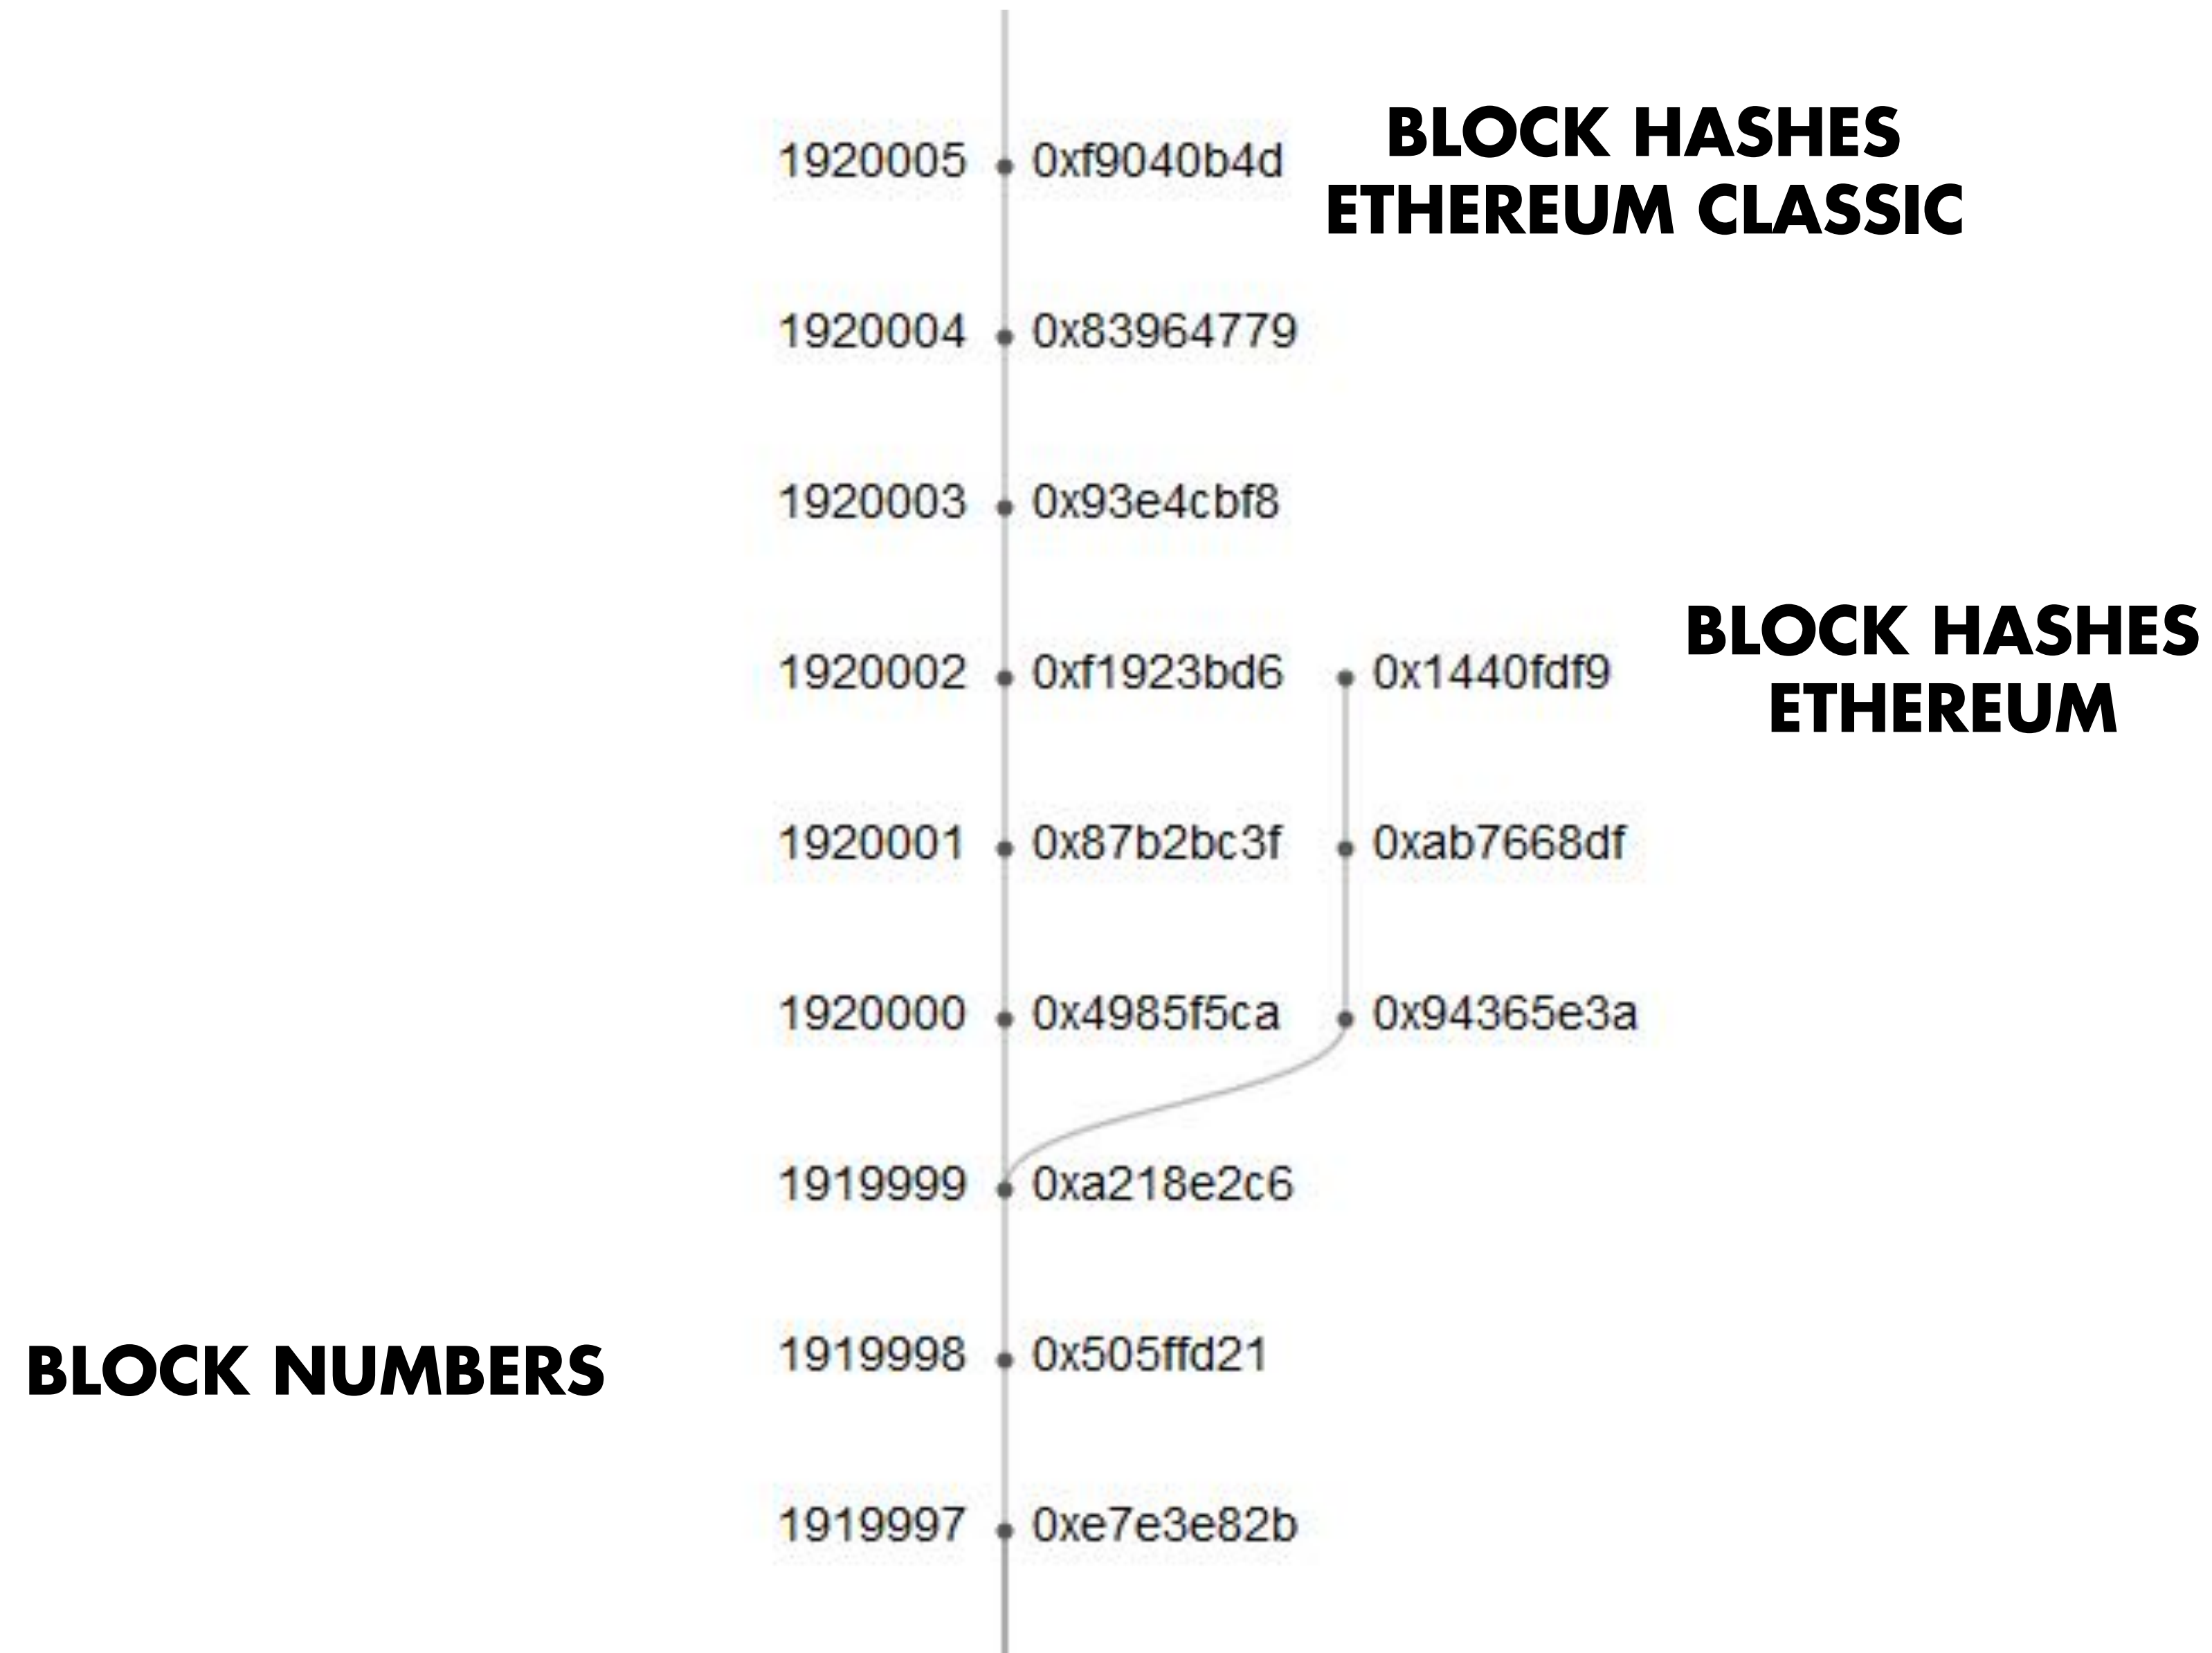 BLOCK HASHES
ETHEREUM CLASSIC
1920005 0xf9040b4d
1920004 0x83964779
1920003 0x93e4cbf8
BLOCK HASHES
ETHEREUM
1920002 0xf1923bd6 0x1440fdf9
1920001 0x87b2bc3f 0xab7668df
1920000 0x4985f5ca 0x94365e3a
1919999 0xa218e2c6
BLOCK NUMBERS
1919998 0x505ffd21
1919997 0xe7e3e82b